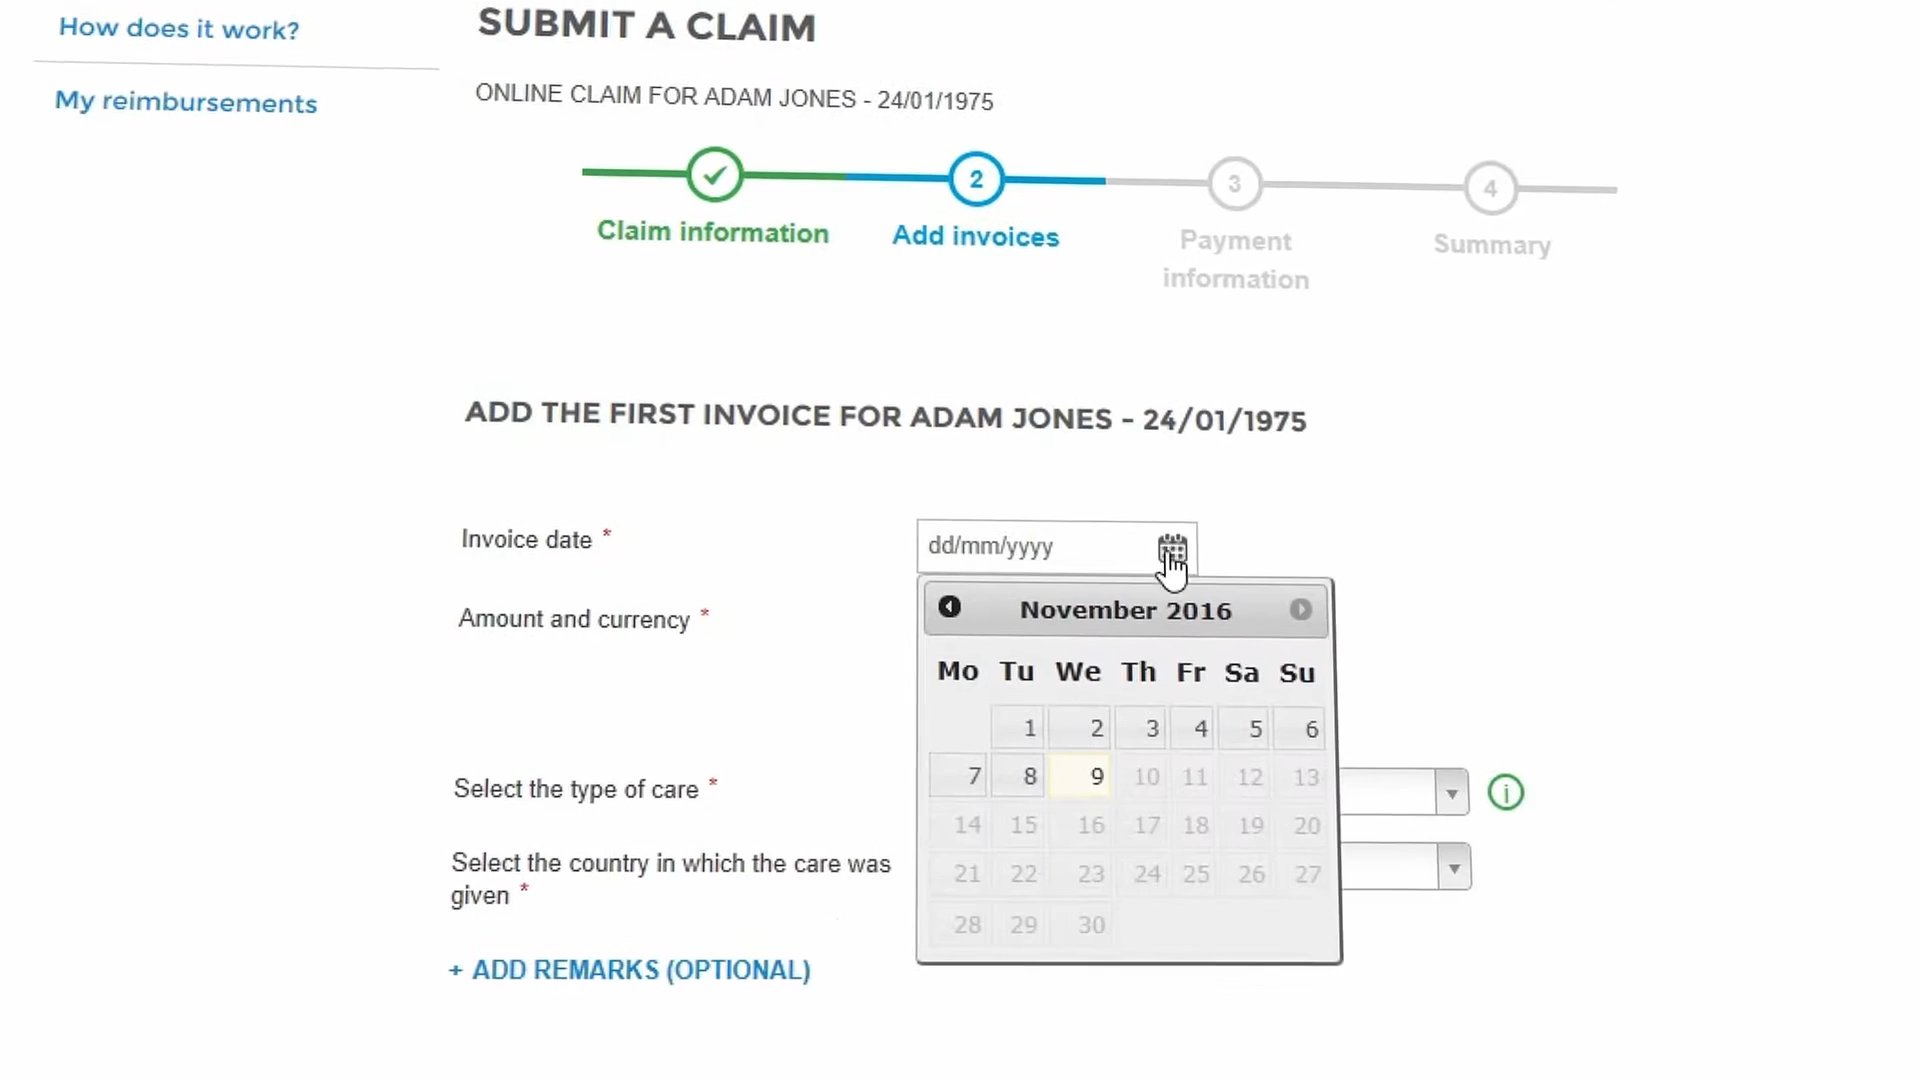 How does it work?
My reimbursements
SUBMIT A CLAIM
ONLINE CLAIM FOR ADAM JONES - 24/01/1975
2
3
4
Claim information
Add invoices
Payment
information
Summary
ADD THE FIRST INVOICE FOR ADAM JONES - 24/01/1975
Invoice date *
dd/mm/yyyy
Amount and currency *
November 2016
Mo Tu We Th Fr Sa Su
1 2 3 4 5 6
7 8 9 10 11 12 13
14 15 16 17 18 19 20
21 22 23 24 25 26 27
28 29 30
Select the type of care *
i
Select the country in which the care was
given *
+ ADD REMARKS (OPTIONAL)